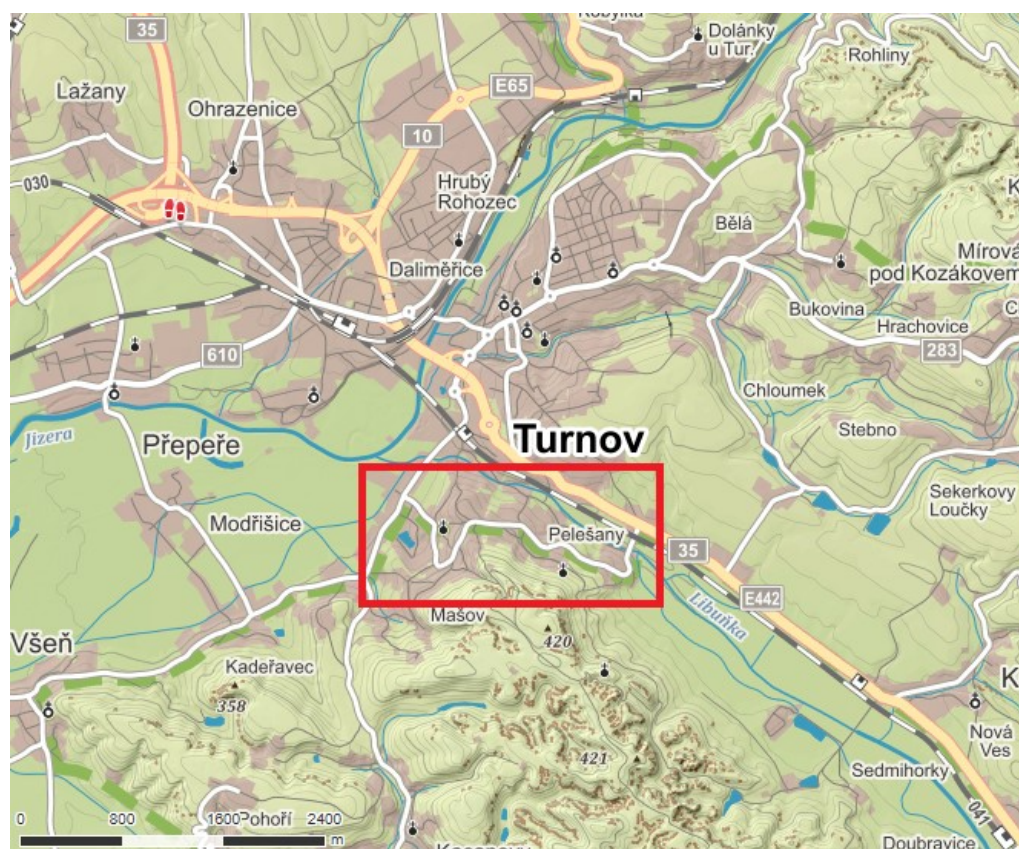 35
Kobylka
Dolánky
u Tur.
Rohliny
Lažany
E65
Ohrazenice
10
030
Hrubý
Rohozec
Bělá
Mírová
pod Kozákovem
Daliměřice
Bukovina
Hrachovice
610
283
Chloumek
Jizera
Přepeře
Turnov
Stebno
Sekerkovy
Loučky
Modřišice
Pelešany
35
E442
Libuňka
Mašov
Všeň
420
Kadeřavec
358
K
Nová
Ves
421
Sedmihorky
041
0 800 1600 2400
m
Pohoří
Doubravice